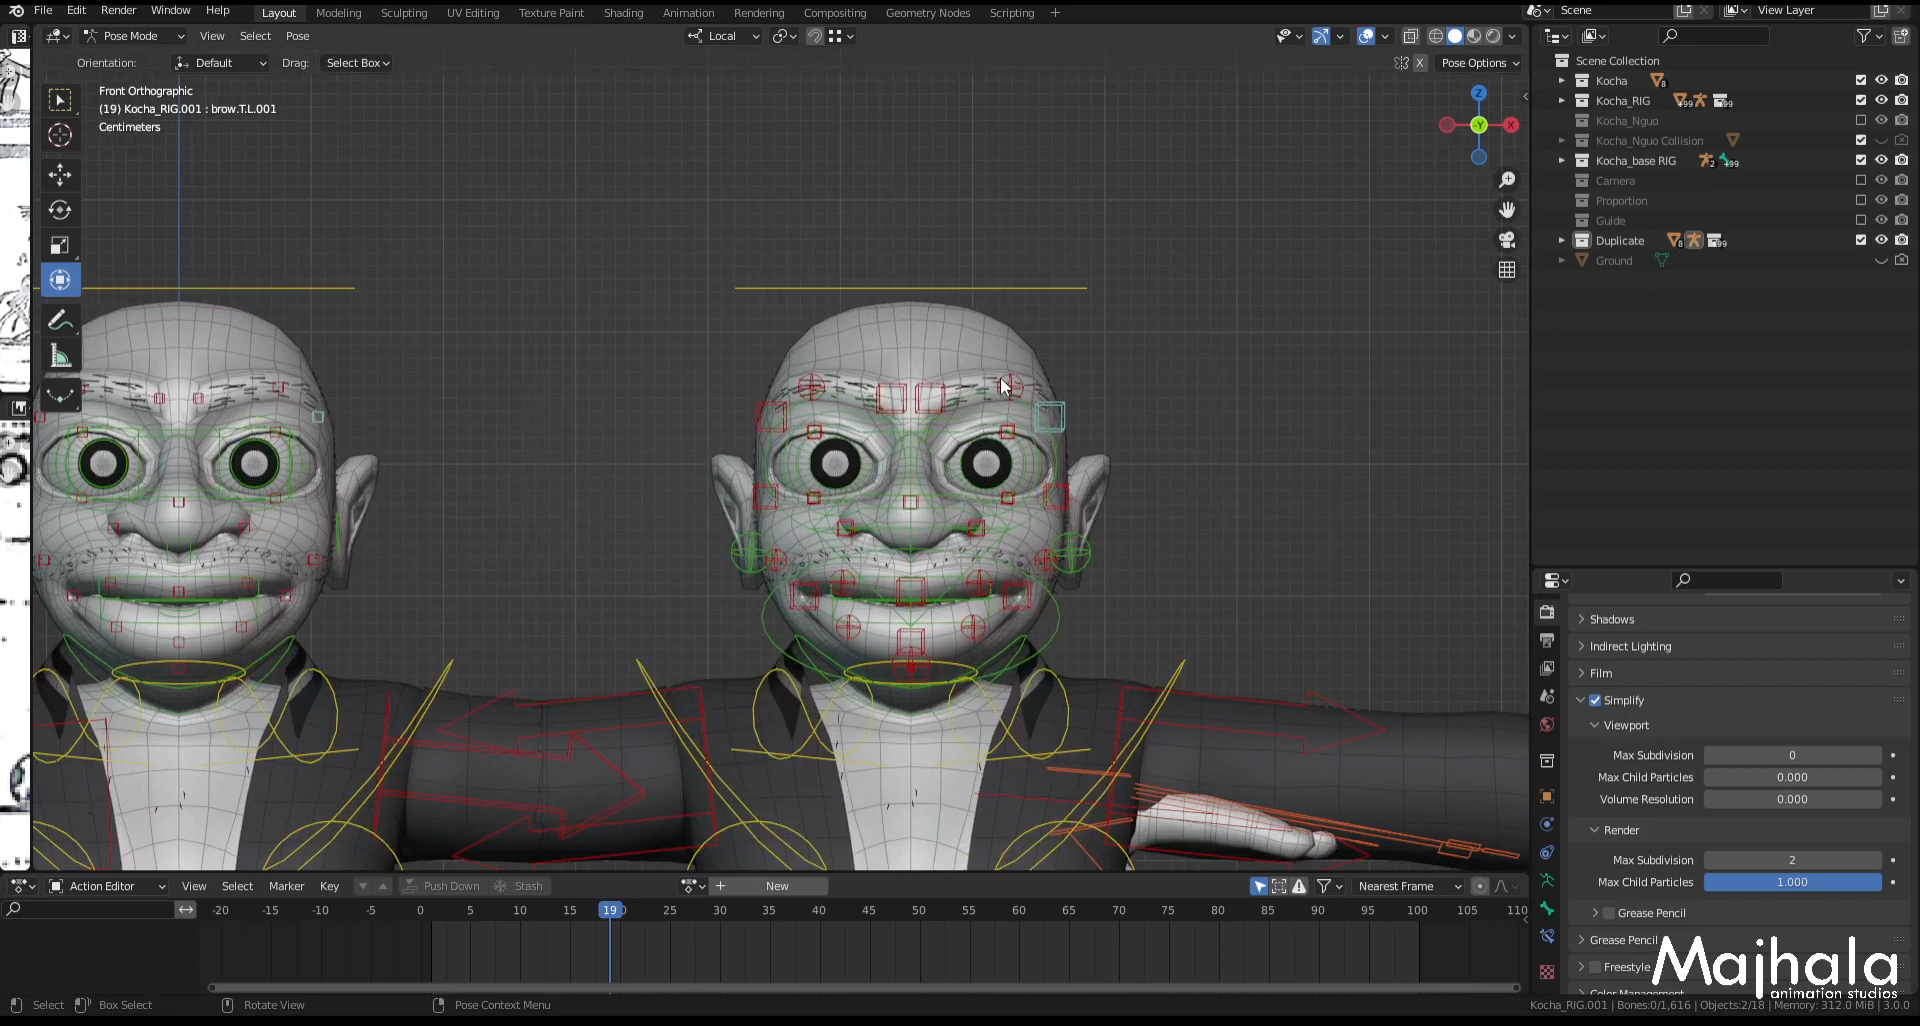 File Edit Render Window Help Layout Modeling Sculpting UV Editing Texture Paint Shading Animation Rendering Compositing Geometry Nodes Scripting + Scene View Layer
Pose Mode View Select Pose Local
Orientation: Default Drag: Select Box X Pose Options
Front Orthographic
(19) Kocha_RIG.001 : brow.T.L.001
Centimeters
Z
-Y
X
Scene Collection
Kocha 8
Kocha_RIG +99 +99
Kocha_Nguo
Kocha_Nguo Collision
Kocha_base RIG 2 +99
Camera
Proportion
Guide
Duplicate 8 +99
Ground
Shadows
Indirect Lighting
Film
Simplify
Viewport
Max Subdivision 0
Max Child Particles 0.000
Volume Resolution 0.000
Render
Max Subdivision 2
Max Child Particles 1.000
Grease Pencil
Grease Pencil
Freestyle
Majhala
animation studios
Action Editor View Select Marker Key Push Down Stash + New Nearest Frame
-20 -15 -10 -5 0 5 10 15 19 25 30 35 40 45 50 55 60 65 70 75 80 85 90 95 100 105 110
Select Box Select Rotate View Pose Context Menu Kocha_RIG.001 | Bones:0/1,616 | Objects:2/18 | Memory: 312.0 MiB | 3.0.0